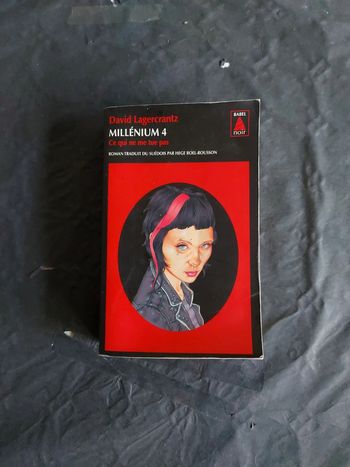 David Lagercrantz
MILLÉNIUM 4
Ce qui ne me tue pas
ROMAN TRADUIT DU SUÉDOIS PAR HEGE ROEL-ROUSSON
BABEL
noir